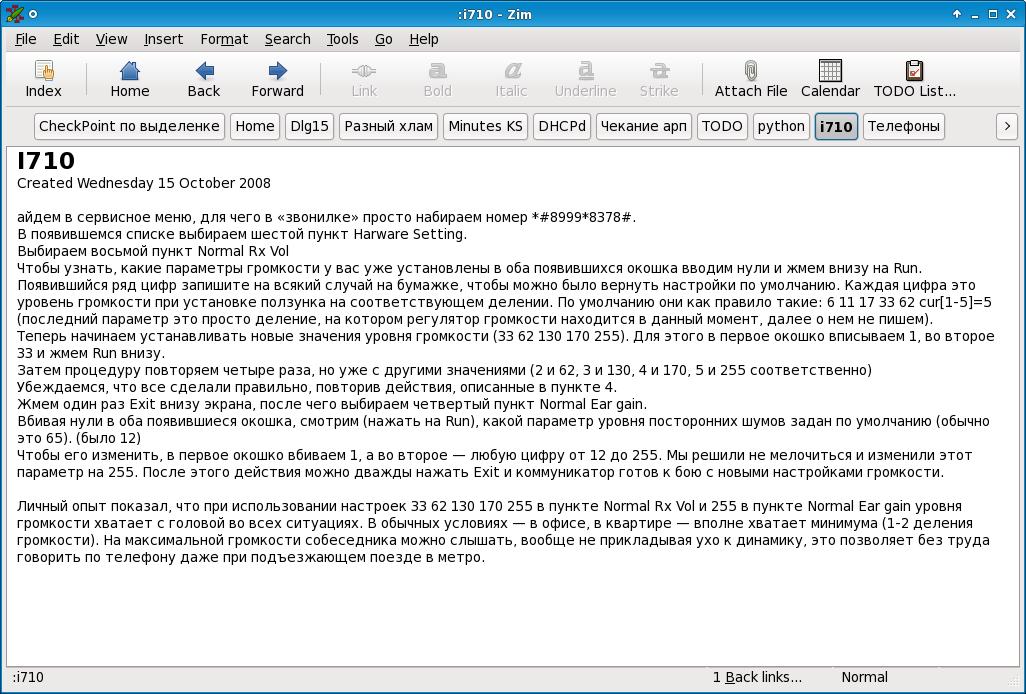 :i710 - Zim
File Edit View Insert Format Search Tools Go Help
Index Home Back Forward Link Bold Italic Underline Strike Attach File Calendar TODO List...
CheckPoint по выделенке Home Dlg15 Разный хлам Minutes KS DHCPd Чекание арп TODO python i710 Телефоны >
I710
Created Wednesday 15 October 2008
айдем в сервисное меню, для чего в «звонилке» просто набираем номер *#8999*8378#.
В появившемся списке выбираем шестой пункт Harware Setting.
Выбираем восьмой пункт Normal Rx Vol
Чтобы узнать, какие параметры громкости у вас уже установлены в оба появившихся окошка вводим нули и жмем внизу на Run.
Появившийся ряд цифр запишите на всякий случай на бумажке, чтобы можно было вернуть настройки по умолчанию. Каждая цифра это
уровень громкости при установке ползунка на соответствующем делении. По умолчанию они как правило такие: 6 11 17 33 62 cur[1-5]=5
(последний параметр это просто деление, на котором регулятор громкости находится в данный момент, далее о нем не пишем).
Теперь начинаем устанавливать новые значения уровня громкости (33 62 130 170 255). Для этого в первое окошко вписываем 1, во второе
33 и жмем Run внизу.
Затем процедуру повторяем четыре раза, но уже с другими значениями (2 и 62, 3 и 130, 4 и 170, 5 и 255 соответственно)
Убеждаемся, что все сделали правильно, повторив действия, описанные в пункте 4.
Жмем один раз Exit внизу экрана, после чего выбираем четвертый пункт Normal Ear gain.
Вбивая нули в оба появившиеся окошка, смотрим (нажать на Run), какой параметр уровня посторонних шумов задан по умолчанию (обычно
это 65). (было 12)
Чтобы его изменить, в первое окошко вбиваем 1, а во второе — любую цифру от 12 до 255. Мы решили не мелочиться и изменили этот
параметр на 255. После этого действия можно дважды нажать Exit и коммуникатор готов к бою с новыми настройками громкости.
Личный опыт показал, что при использовании настроек 33 62 130 170 255 в пункте Normal Rx Vol и 255 в пункте Normal Ear gain уровня
громкости хватает с головой во всех ситуациях. В обычных условиях — в офисе, в квартире — вполне хватает минимума (1-2 деления
громкости). На максимальной громкости собеседника можно слышать, вообще не прикладывая ухо к динамику, это позволяет без труда
говорить по телефону даже при подъезжающем поезде в метро.
:i710 1 Back links... Normal